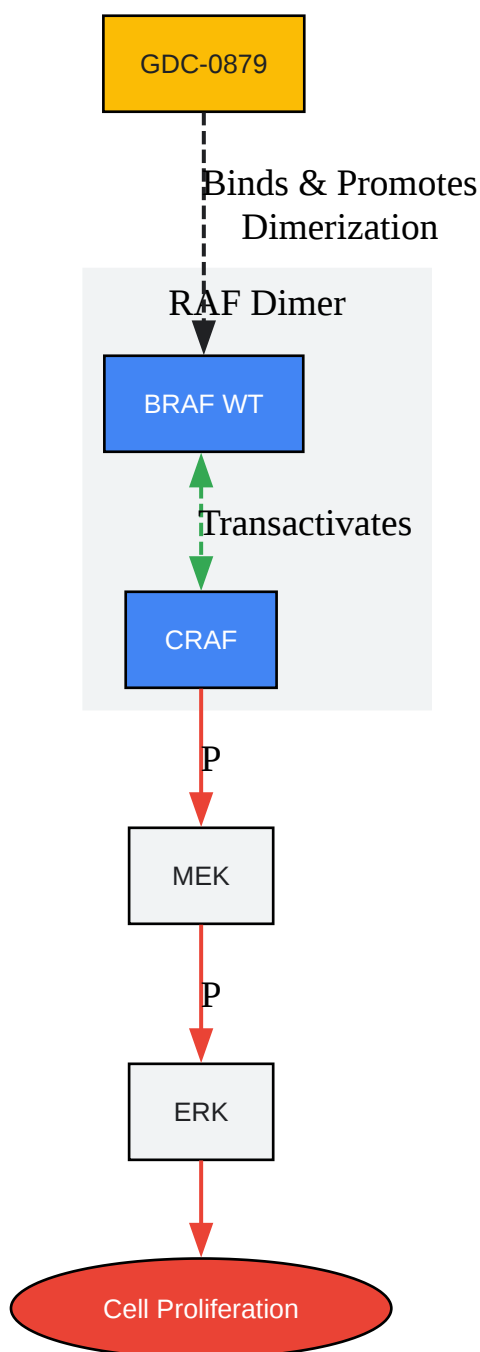 GDC-0879
Binds & Promotes
Dimerization
RAF Dimer
BRAF WT
Transactivates
CRAF
P
MEK
P
ERK
Cell Proliferation